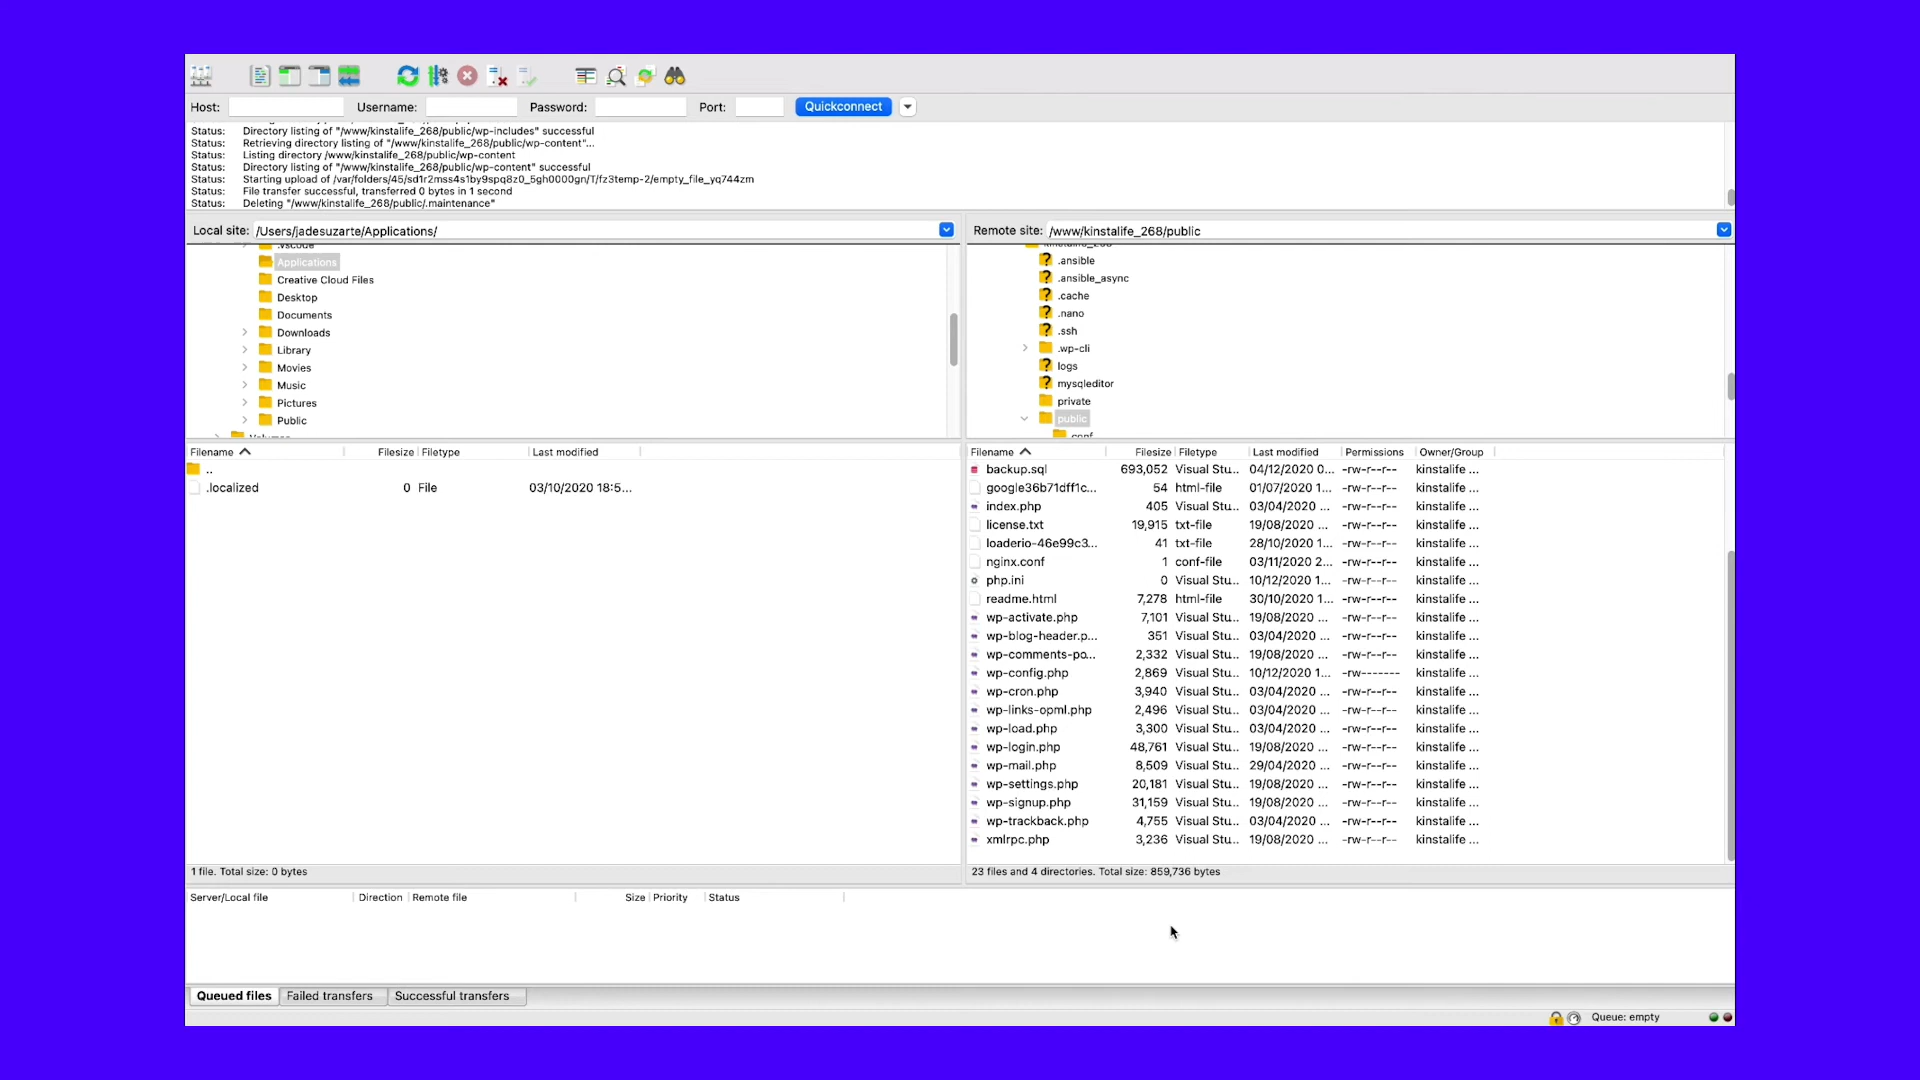 Host: Username: Password: Port: Quickconnect
Status: Directory listing of "/www/kinstalife_268/public/wp-includes" successful
Status: Retrieving directory listing of "/www/kinstalife_268/public/wp-content"...
Status: Listing directory /www/kinstalife_268/public/wp-content
Status: Directory listing of "/www/kinstalife_268/public/wp-content" successful
Status: Starting upload of /var/folders/45/sd1r2mss4s1by9spq8z0_5gh0000gn/T/fz3temp-2/empty_file_yq744zm
Status: File transfer successful, transferred 0 bytes in 1 second
Status: Deleting "/www/kinstalife_268/public/.maintenance"
Local site: /Users/jadesuzarte/Applications/
.vscode
Applications
Creative Cloud Files
Desktop
Documents
Downloads
Library
Movies
Music
Pictures
Public
Filename Filesize Filetype Last modified
..
.localized 0 File 03/10/2020 18:5...
1 file. Total size: 0 bytes
Remote site: /www/kinstalife_268/public
kinstalife_268
.ansible
.ansible_async
.cache
.nano
.ssh
.wp-cli
logs
mysqleditor
private
public
conf
Filename Filesize Filetype Last modified Permissions Owner/Group
backup.sql 693,052 Visual Stu... 04/12/2020 0... -rw-r--r-- kinstalife ...
google36b71dff1c... 54 html-file 01/07/2020 1... -rw-r--r-- kinstalife ...
index.php 405 Visual Stu... 03/04/2020 ... -rw-r--r-- kinstalife ...
license.txt 19,915 txt-file 19/08/2020 ... -rw-r--r-- kinstalife ...
loaderio-46e99c3... 41 txt-file 28/10/2020 1... -rw-r--r-- kinstalife ...
nginx.conf 1 conf-file 03/11/2020 2... -rw-r--r-- kinstalife ...
php.ini 0 Visual Stu... 10/12/2020 1... -rw-r--r-- kinstalife ...
readme.html 7,278 html-file 30/10/2020 1... -rw-r--r-- kinstalife ...
wp-activate.php 7,101 Visual Stu... 19/08/2020 ... -rw-r--r-- kinstalife ...
wp-blog-header.p... 351 Visual Stu... 03/04/2020 ... -rw-r--r-- kinstalife ...
wp-comments-po... 2,332 Visual Stu... 19/08/2020 ... -rw-r--r-- kinstalife ...
wp-config.php 2,869 Visual Stu... 10/12/2020 1... -rw------- kinstalife ...
wp-cron.php 3,940 Visual Stu... 03/04/2020 ... -rw-r--r-- kinstalife ...
wp-links-opml.php 2,496 Visual Stu... 03/04/2020 ... -rw-r--r-- kinstalife ...
wp-load.php 3,300 Visual Stu... 03/04/2020 ... -rw-r--r-- kinstalife ...
wp-login.php 48,761 Visual Stu... 19/08/2020 ... -rw-r--r-- kinstalife ...
wp-mail.php 8,509 Visual Stu... 29/04/2020 ... -rw-r--r-- kinstalife ...
wp-settings.php 20,181 Visual Stu... 19/08/2020 ... -rw-r--r-- kinstalife ...
wp-signup.php 31,159 Visual Stu... 19/08/2020 ... -rw-r--r-- kinstalife ...
wp-trackback.php 4,755 Visual Stu... 03/04/2020 ... -rw-r--r-- kinstalife ...
xmlrpc.php 3,236 Visual Stu... 19/08/2020 ... -rw-r--r-- kinstalife ...
23 files and 4 directories. Total size: 859,736 bytes
Server/Local file Direction Remote file Size Priority Status
Queued files Failed transfers Successful transfers
Queue: empty